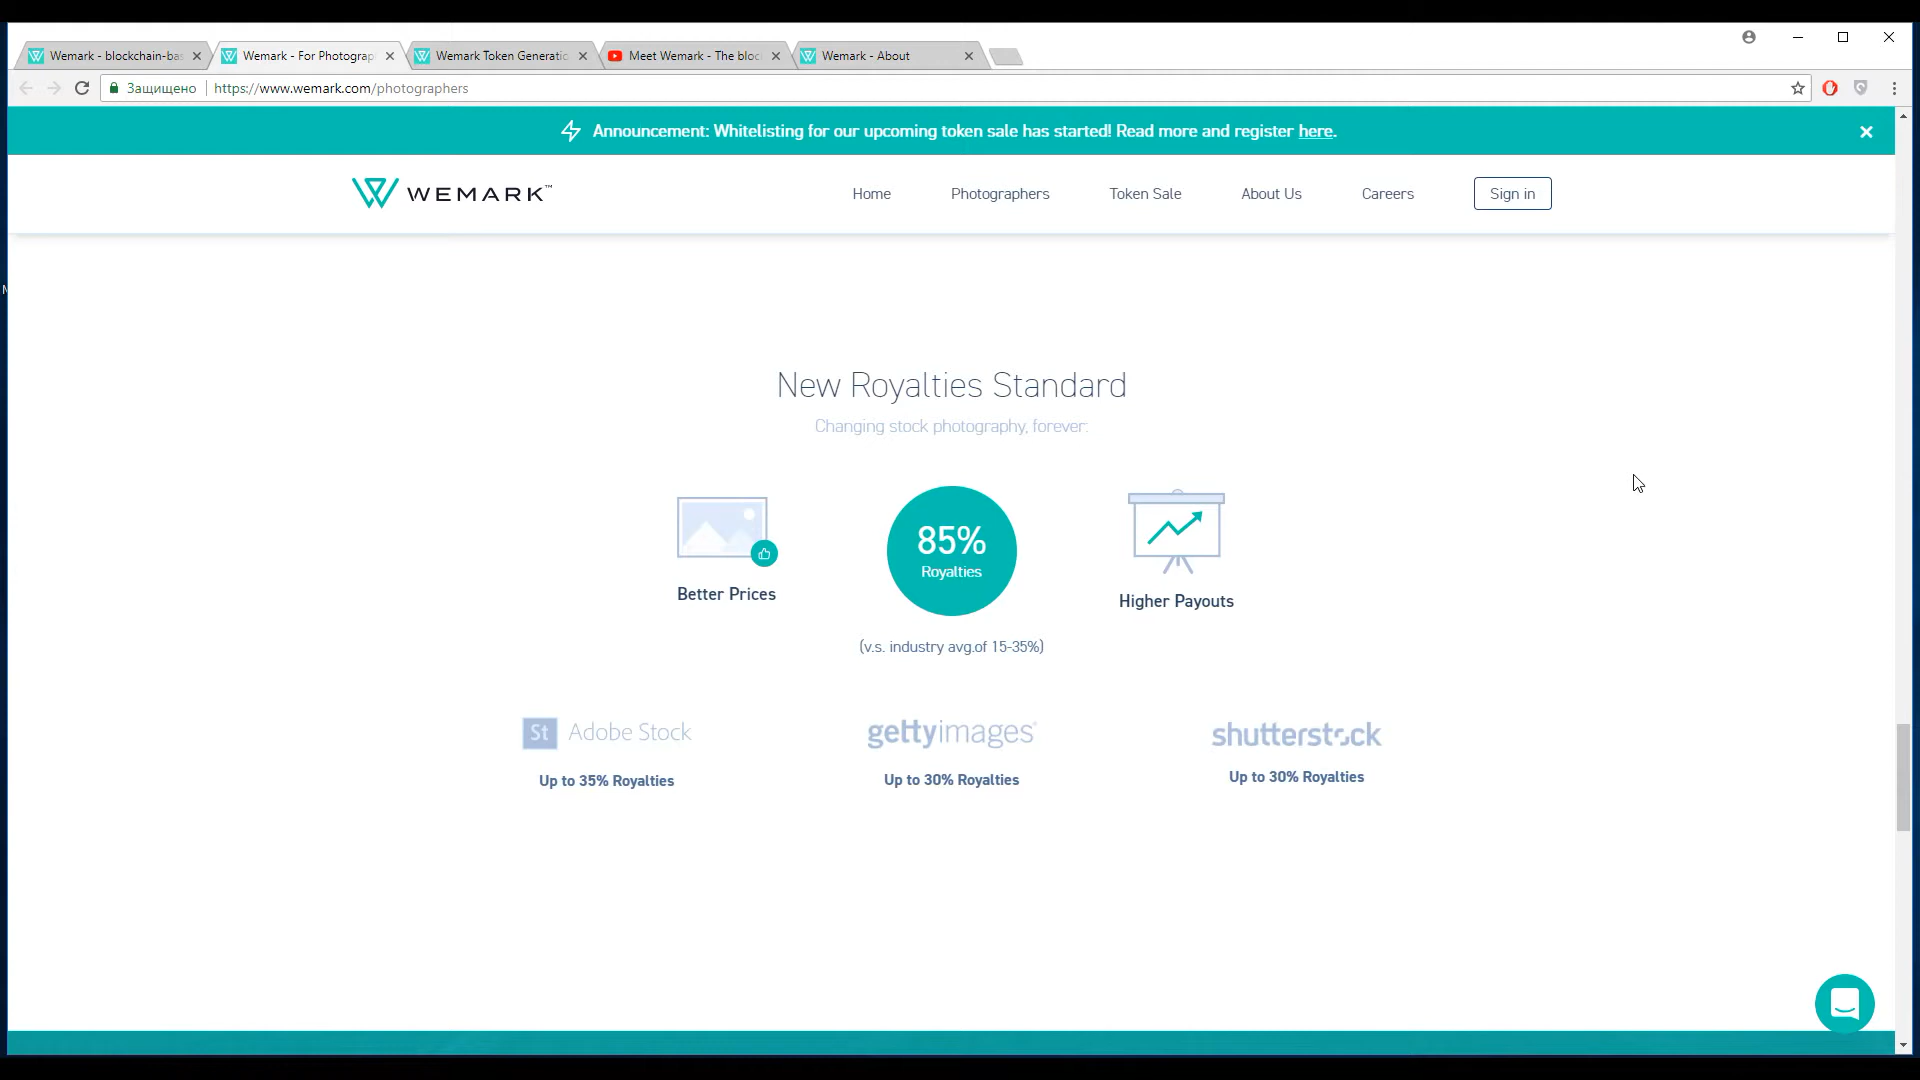 Wemark - blockchain-bas
Wemark - For Photograp
Wemark Token Generatio
Meet Wemark - The bloc
Wemark - About
Защищено
https://www.wemark.com/photographers
Announcement: Whitelisting for our upcoming token sale has started! Read more and register here.
WEMARK™
Home
Photographers
Token Sale
About Us
Careers
Sign in
New Royalties Standard
Changing stock photography, forever:
85%
Royalties
Better Prices
Higher Payouts
(v.s. industry avg.of 15-35%)
St Adobe Stock
gettyimages®
shutterstock
Up to 35% Royalties
Up to 30% Royalties
Up to 30% Royalties